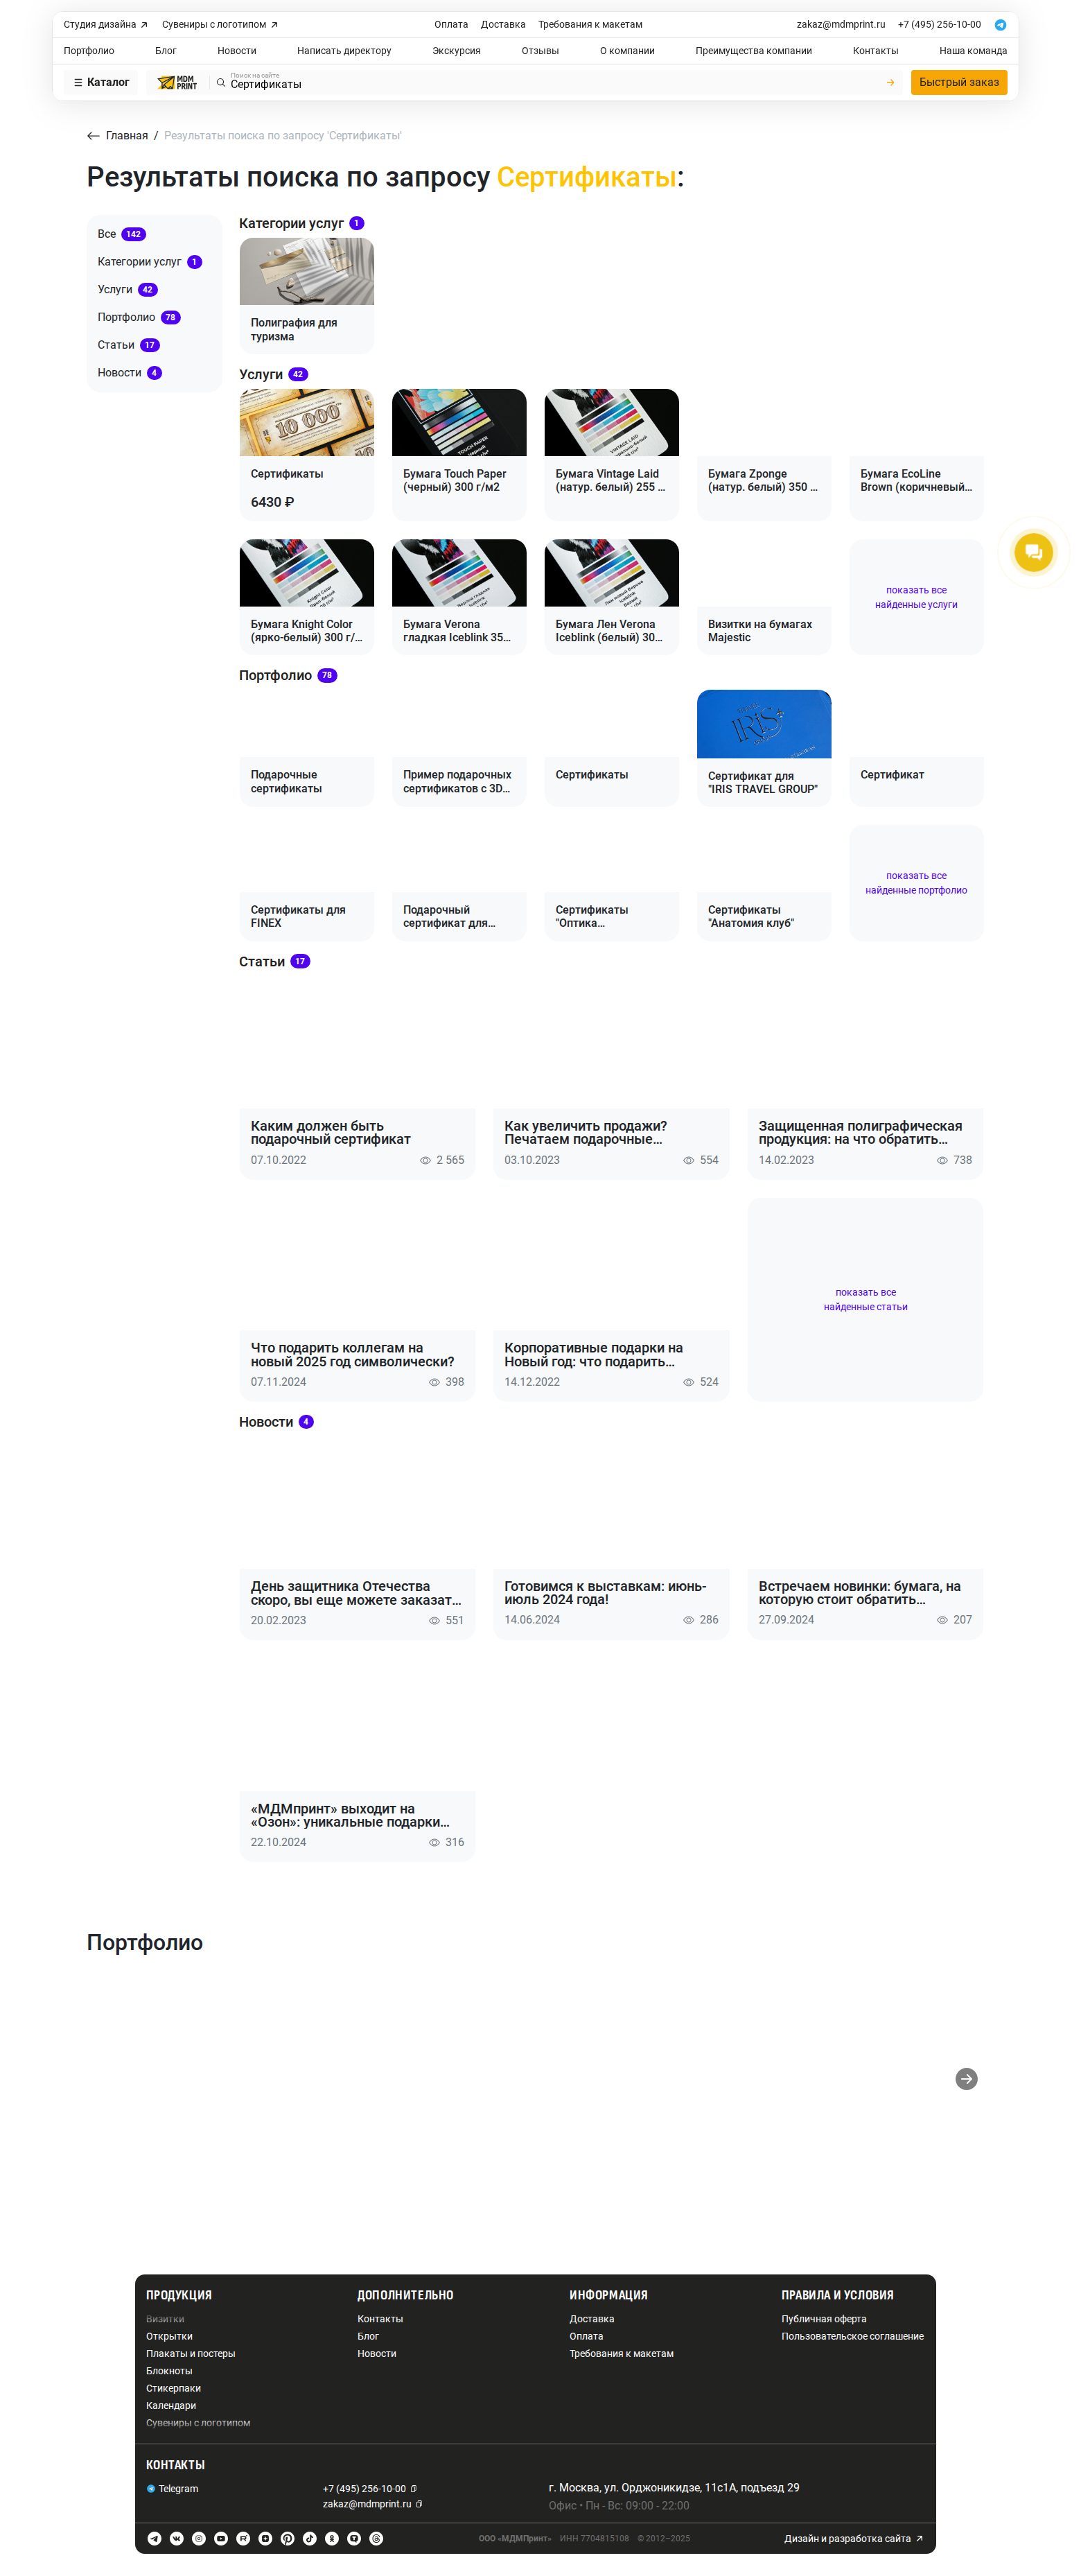 Студия дизайна
Сувениры с логотипом
Оплата
Доставка
Требования к макетам
zakaz@mdmprint.ru
+7 (495) 256-10-00
Портфолио
Блог
Новости
Написать директору
Экскурсия
Отзывы
О компании
Преимущества компании
Контакты
Наша команда
Каталог
MDM PRINT
Поиск на сайте
Сертификаты
Быстрый заказ
Главная / Результаты поиска по запросу 'Сертификаты'
Результаты поиска по запросу Сертификаты:
Все 142
Категории услуг 1
Услуги 42
Портфолио 78
Статьи 17
Новости 4
Категории услуг 1
Полиграфия для
туризма
Услуги 42
10 000
Сертификаты
6430 ₽
TOUCH PAPER
Бумага Touch Paper
(черный) 300 г/м2
VINTAGE LAID
Бумага Vintage Laid
(натур. белый) 255 ...
Бумага Zponge
(натур. белый) 350 ...
Бумага EcoLine
Brown (коричневый...
Knight Color
Бумага Knight Color
(ярко-белый) 300 г/...
Бумага Verona
гладкая Iceblink 35...
Бумага Лен Verona
Iceblink (белый) 30...
Визитки на бумагах
Majestic
показать все
найденные услуги
Портфолио 78
Подарочные
сертификаты
Пример подарочных
сертификатов с 3D...
Сертификаты
IRIS
Сертификат для
"IRIS TRAVEL GROUP"
Сертификат
Сертификаты для
FINEX
Подарочный
сертификат для...
Сертификаты
"Оптика...
Сертификаты
"Анатомия клуб"
показать все
найденные портфолио
Статьи 17
Каким должен быть
подарочный сертификат
07.10.2022
2 565
Как увеличить продажи?
Печатаем подарочные...
03.10.2023
554
Защищенная полиграфическая
продукция: на что обратить...
14.02.2023
738
Что подарить коллегам на
новый 2025 год символически?
07.11.2024
398
Корпоративные подарки на
Новый год: что подарить...
14.12.2022
524
показать все
найденные статьи
Новости 4
День защитника Отечества
скоро, вы еще можете заказат...
20.02.2023
551
Готовимся к выставкам: июнь-
июль 2024 года!
14.06.2024
286
Встречаем новинки: бумага, на
которую стоит обратить...
27.09.2024
207
«МДМпринт» выходит на
«Озон»: уникальные подарки...
22.10.2024
316
Портфолио
ПРОДУКЦИЯ
Визитки
Открытки
Плакаты и постеры
Блокноты
Стикерпаки
Календари
Сувениры с логотипом
ДОПОЛНИТЕЛЬНО
Контакты
Блог
Новости
ИНФОРМАЦИЯ
Доставка
Оплата
Требования к макетам
ПРАВИЛА И УСЛОВИЯ
Публичная оферта
Пользовательское соглашение
КОНТАКТЫ
Telegram
+7 (495) 256-10-00
zakaz@mdmprint.ru
г. Москва, ул. Орджоникидзе, 11с1А, подъезд 29
Офис • Пн - Вс: 09:00 - 22:00
ООО «МДМПринт» ИНН 7704815108 © 2012–2025
Дизайн и разработка сайта